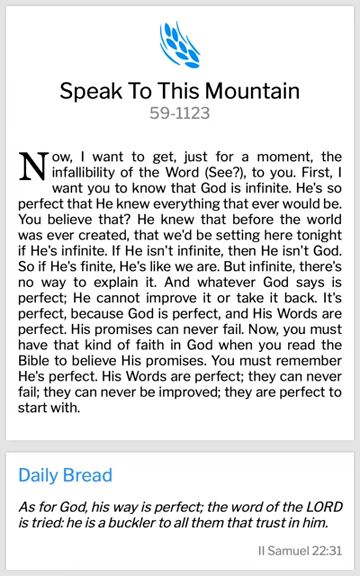 Speak To This Mountain
59-1123
Now, I want to get, just for a moment, the
infallibility of the Word (See?), to you. First, I
want you to know that God is infinite. He's so
perfect that He knew everything that ever would be.
You believe that? He knew that before the world
was ever created, that we'd be setting here tonight
if He's infinite. If He isn't infinite, then He isn't God.
So if He's finite, He's like we are. But infinite, there's
no way to explain it. And whatever God says is
perfect; He cannot improve it or take it back. It's
perfect, because God is perfect, and His Words are
perfect. His promises can never fail. Now, you must
have that kind of faith in God when you read the
Bible to believe His promises. You must remember
He's perfect. His Words are perfect; they can never
fail; they can never be improved; they are perfect to
start with.
Daily Bread
As for God, his way is perfect; the word of the LORD
is tried: he is a buckler to all them that trust in him.
II Samuel 22:31